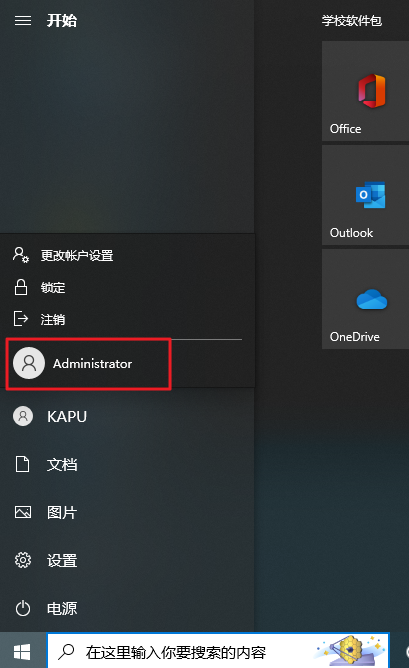 开始
学校软件包
Office
Outlook
OneDrive
更改帐户设置
锁定
注销
Administrator
KAPU
文档
图片
设置
电源
在这里输入你要搜索的内容